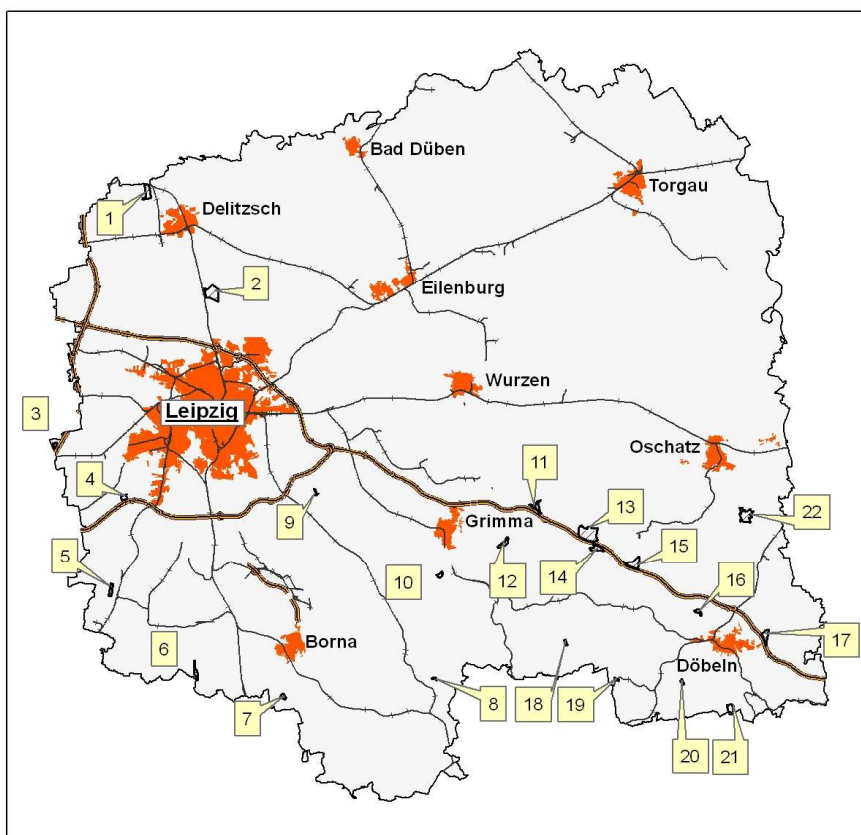 Bad Düben
Torgau
1
Delitzsch
2
Eilenburg
Wurzen
Leipzig
3
Oschatz
4
11
9
Grimma
13
22
5
10
12
14
15
16
6
Borna
17
Döbeln
7
8
18
19
20
21